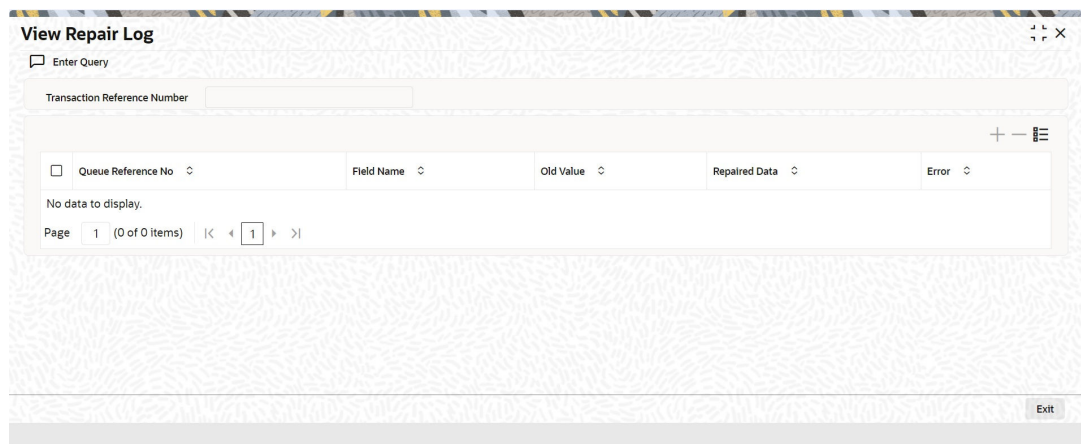 View Repair Log
Enter Query
Transaction Reference Number
Queue Reference No Field Name Old Value Repaired Data Error
No data to display.
Page 1 (0 of 0 items) 1
Exit